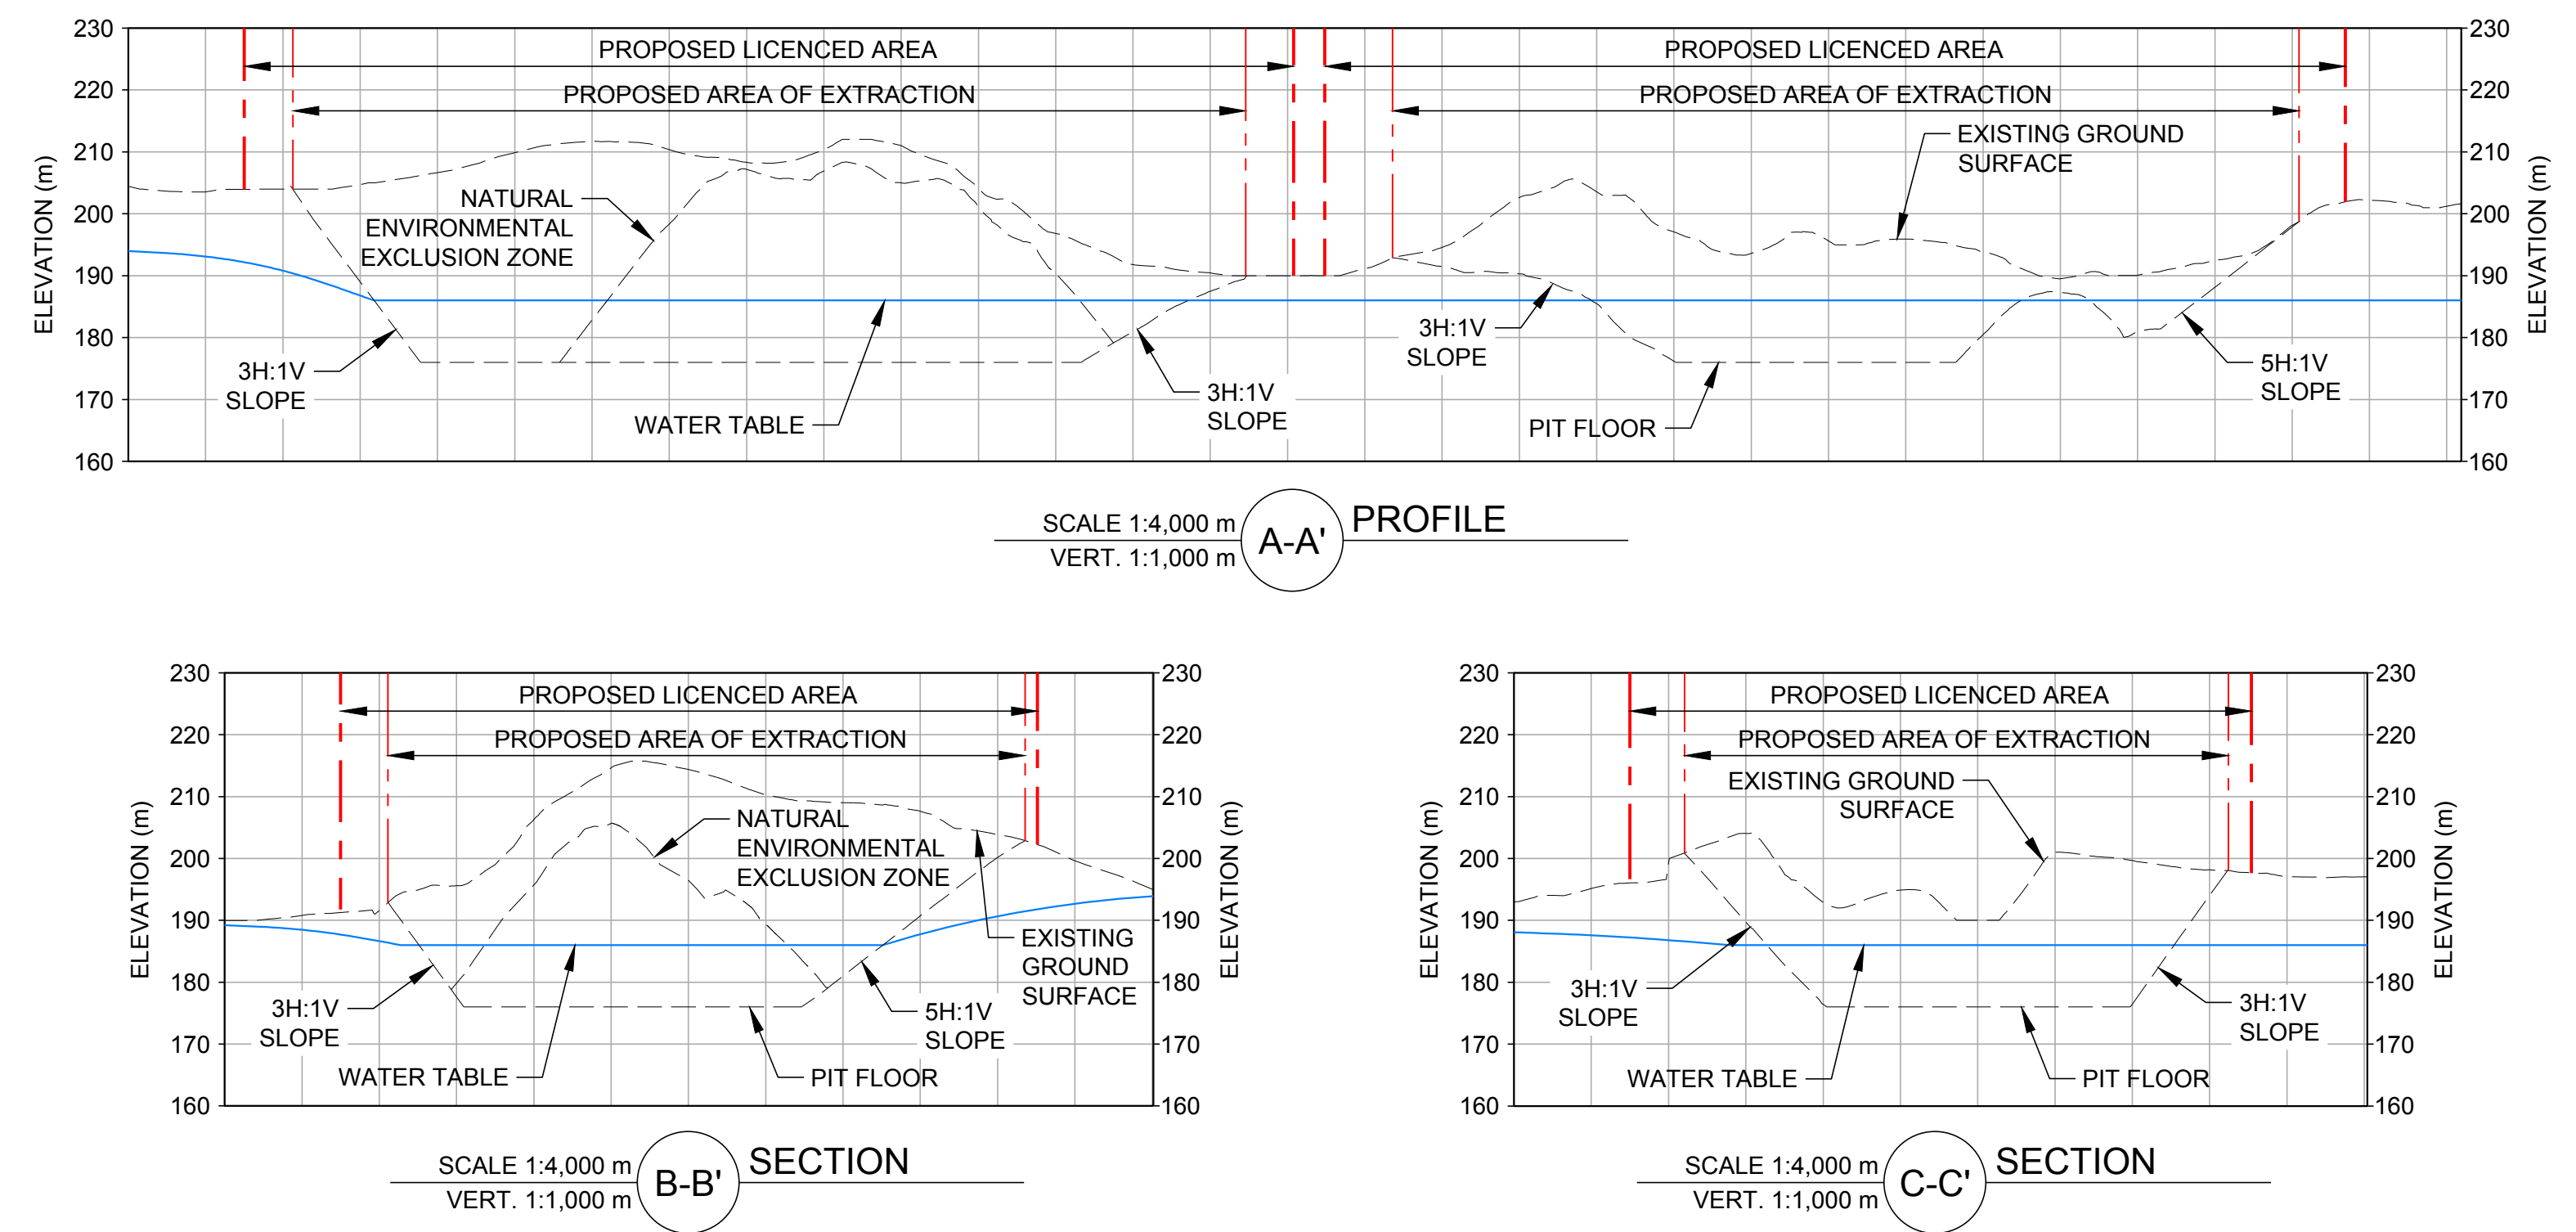 230
220
210
200
190
180
170
160
ELEVATION (m)
PROPOSED LICENCED AREA
PROPOSED AREA OF EXTRACTION
PROPOSED LICENCED AREA
PROPOSED AREA OF EXTRACTION
NATURAL
ENVIRONMENTAL
EXCLUSION ZONE
EXISTING GROUND
SURFACE
3H:1V
SLOPE
WATER TABLE
3H:1V
SLOPE
3H:1V
SLOPE
PIT FLOOR
5H:1V
SLOPE
230
220
210
200
190
180
170
160
ELEVATION (m)
SCALE 1:4,000 m
VERT. 1:1,000 m
A-A'
PROFILE
230
220
210
200
190
180
170
160
ELEVATION (m)
PROPOSED LICENCED AREA
PROPOSED AREA OF EXTRACTION
NATURAL
ENVIRONMENTAL
EXCLUSION ZONE
EXISTING
GROUND
SURFACE
3H:1V
SLOPE
5H:1V
SLOPE
WATER TABLE
PIT FLOOR
230
220
210
200
190
180
170
160
ELEVATION (m)
SCALE 1:4,000 m
VERT. 1:1,000 m
B-B'
SECTION
230
220
210
200
190
180
170
160
ELEVATION (m)
PROPOSED LICENCED AREA
PROPOSED AREA OF EXTRACTION
EXISTING GROUND
SURFACE
3H:1V
SLOPE
3H:1V
SLOPE
WATER TABLE
PIT FLOOR
230
220
210
200
190
180
170
160
ELEVATION (m)
SCALE 1:4,000 m
VERT. 1:1,000 m
C-C'
SECTION